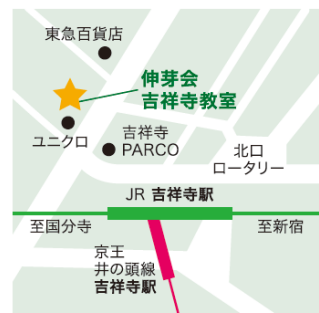 東急百貨店
伸芽会
吉祥寺教室
ユニクロ
吉祥寺
PARCO
北口
ロータリー
JR 吉祥寺駅
至国分寺
至新宿
京王
井の頭線
吉祥寺駅